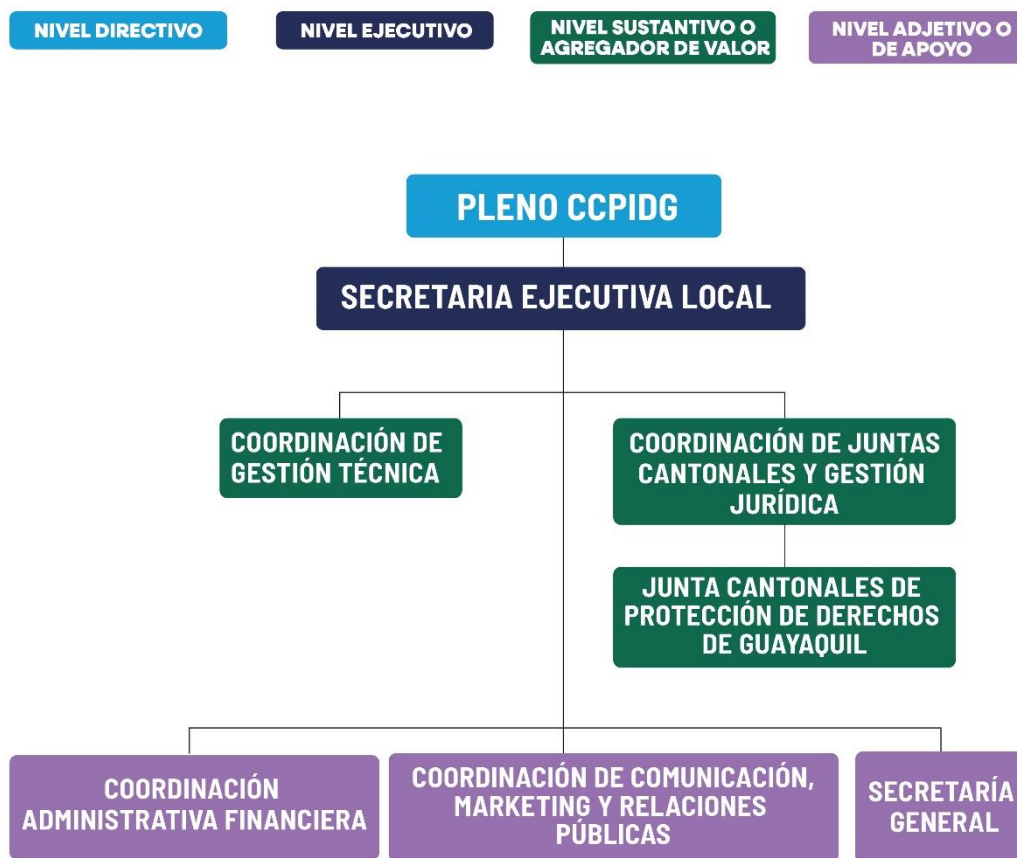 NIVEL DIRECTIVO
NIVEL EJECUTIVO
NIVEL SUSTANTIVO O
AGREGADOR DE VALOR
NIVEL ADJETIVO O
DE APOYO
PLENO CCPIDG
SECRETARIA EJECUTIVA LOCAL
COORDINACIÓN DE
GESTIÓN TÉCNICA
COORDINACIÓN DE JUNTAS
CANTONALES Y GESTIÓN
JURÍDICA
JUNTA CANTONALES DE
PROTECCIÓN DE DERECHOS
DE GUAYAQUIL
COORDINACIÓN
ADMINISTRATIVA FINANCIERA
COORDINACIÓN DE COMUNICACIÓN,
MARKETING Y RELACIONES
PÚBLICAS
SECRETARÍA
GENERAL